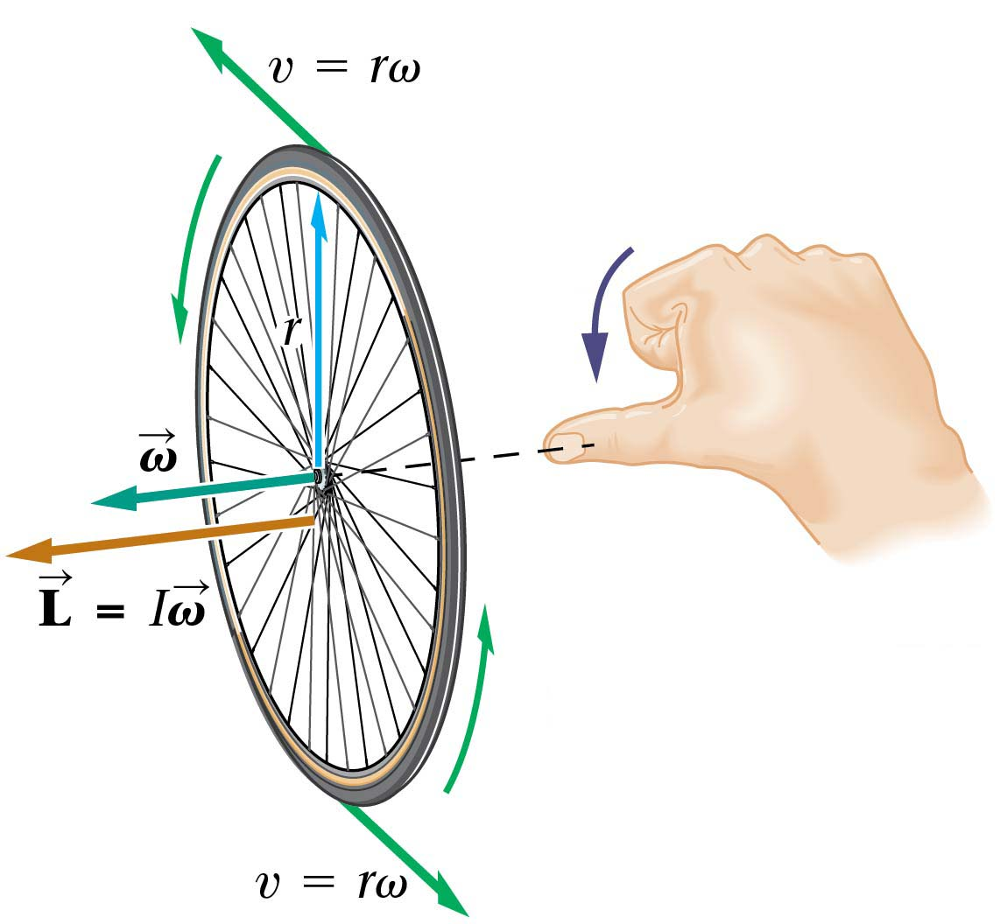 v = rω
r
ω⃗
L⃗ = Iω⃗
v = rω